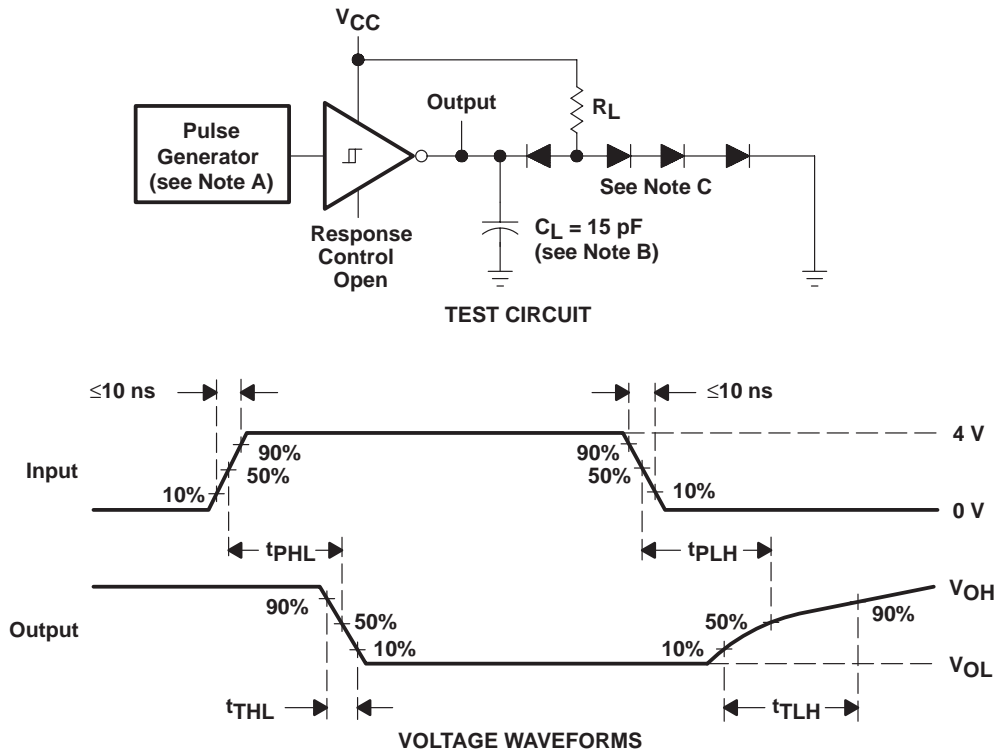 VCC
Output
RL
Pulse
Generator
(see Note A)
See Note C
Response
Control
Open
CL = 15 pF
(see Note B)
TEST CIRCUIT
≤10 ns
≤10 ns
4 V
90%
90%
Input
50%
50%
10%
10%
0 V
tPHL
tPLH
VOH
90%
90%
Output
50%
50%
10%
10%
VOL
tTHL
tTLH
VOLTAGE WAVEFORMS